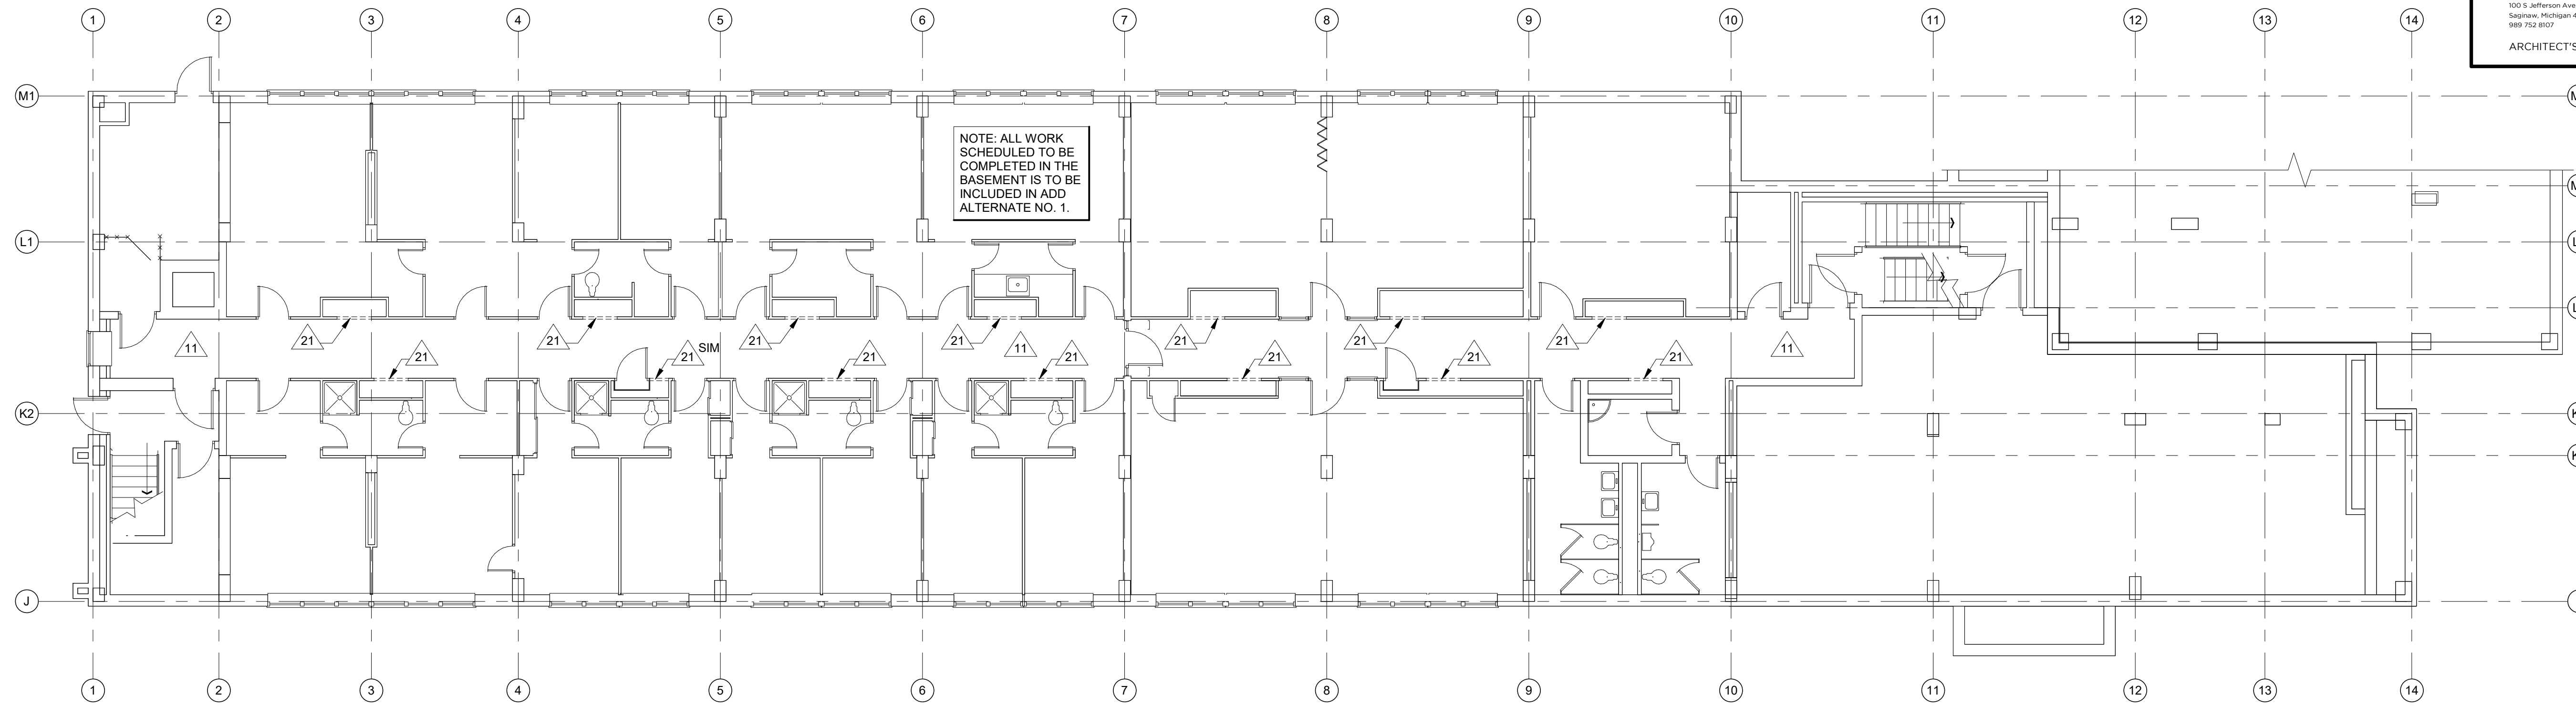 1 2 3 4 5 6 7 8 9 10 11 12 13 14
100 S Jefferson Ave
Saginaw, Michigan 4
989 752 8107
ARCHITECT'S
M1
NOTE: ALL WORK
SCHEDULED TO BE
COMPLETED IN THE
BASEMENT IS TO BE
INCLUDED IN ADD
ALTERNATE NO. 1.
L1
21 21 21 21 21 21 21
11 21 21 SIM 21 11 21 21 21 21 11
K2
J
1 2 3 4 5 6 7 8 9 10 11 12 13 14